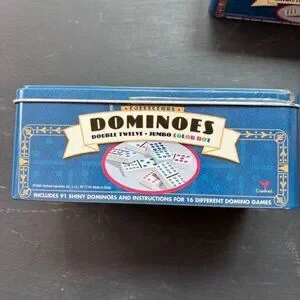 COLLECTORS
DOMINOES
DOUBLE TWELVE • JUMBO COLOR DOT
Cardinal
INCLUDES 91 SHINY DOMINOES AND INSTRUCTIONS FOR 16 DIFFERENT DOMINO GAMES